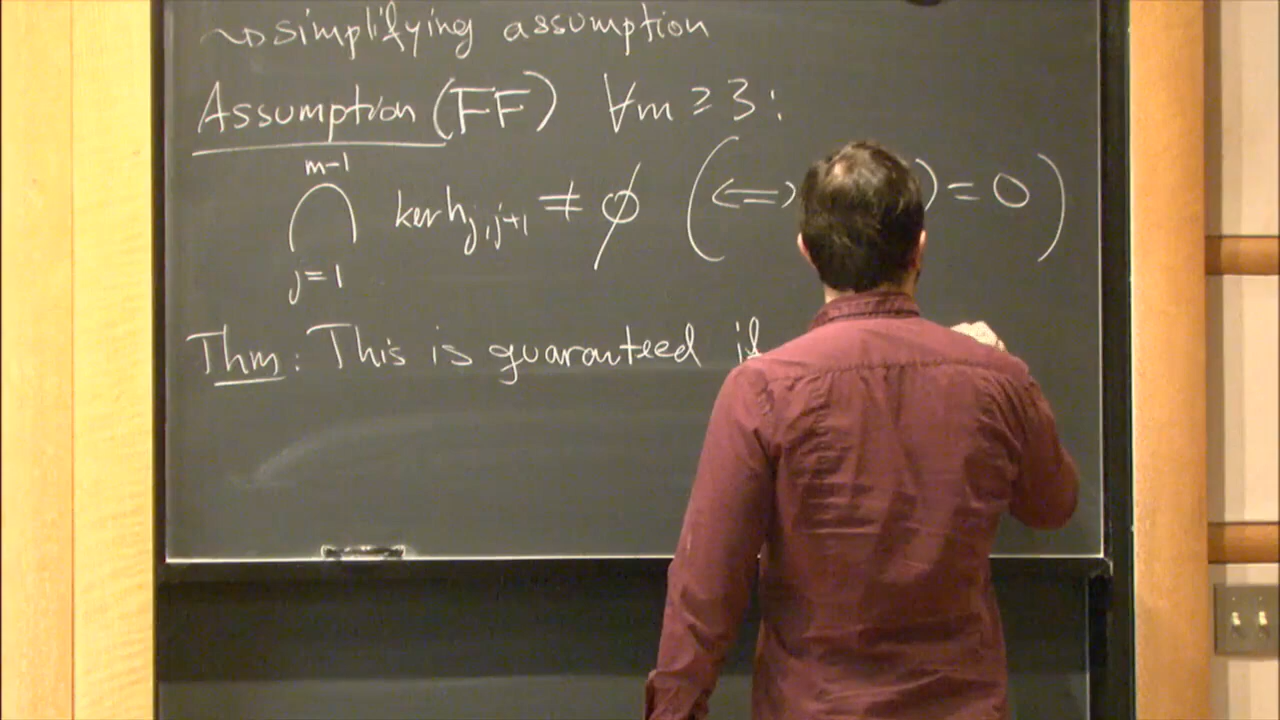 ⤳ simplifying assumption
Assumption (FF) ∀m ≥ 3 :
m-1
⋂ ker h_{j,j+1} ≠ ∅ ( ⟺ ) = 0 )
j=1
Thm : This is guaranteed if